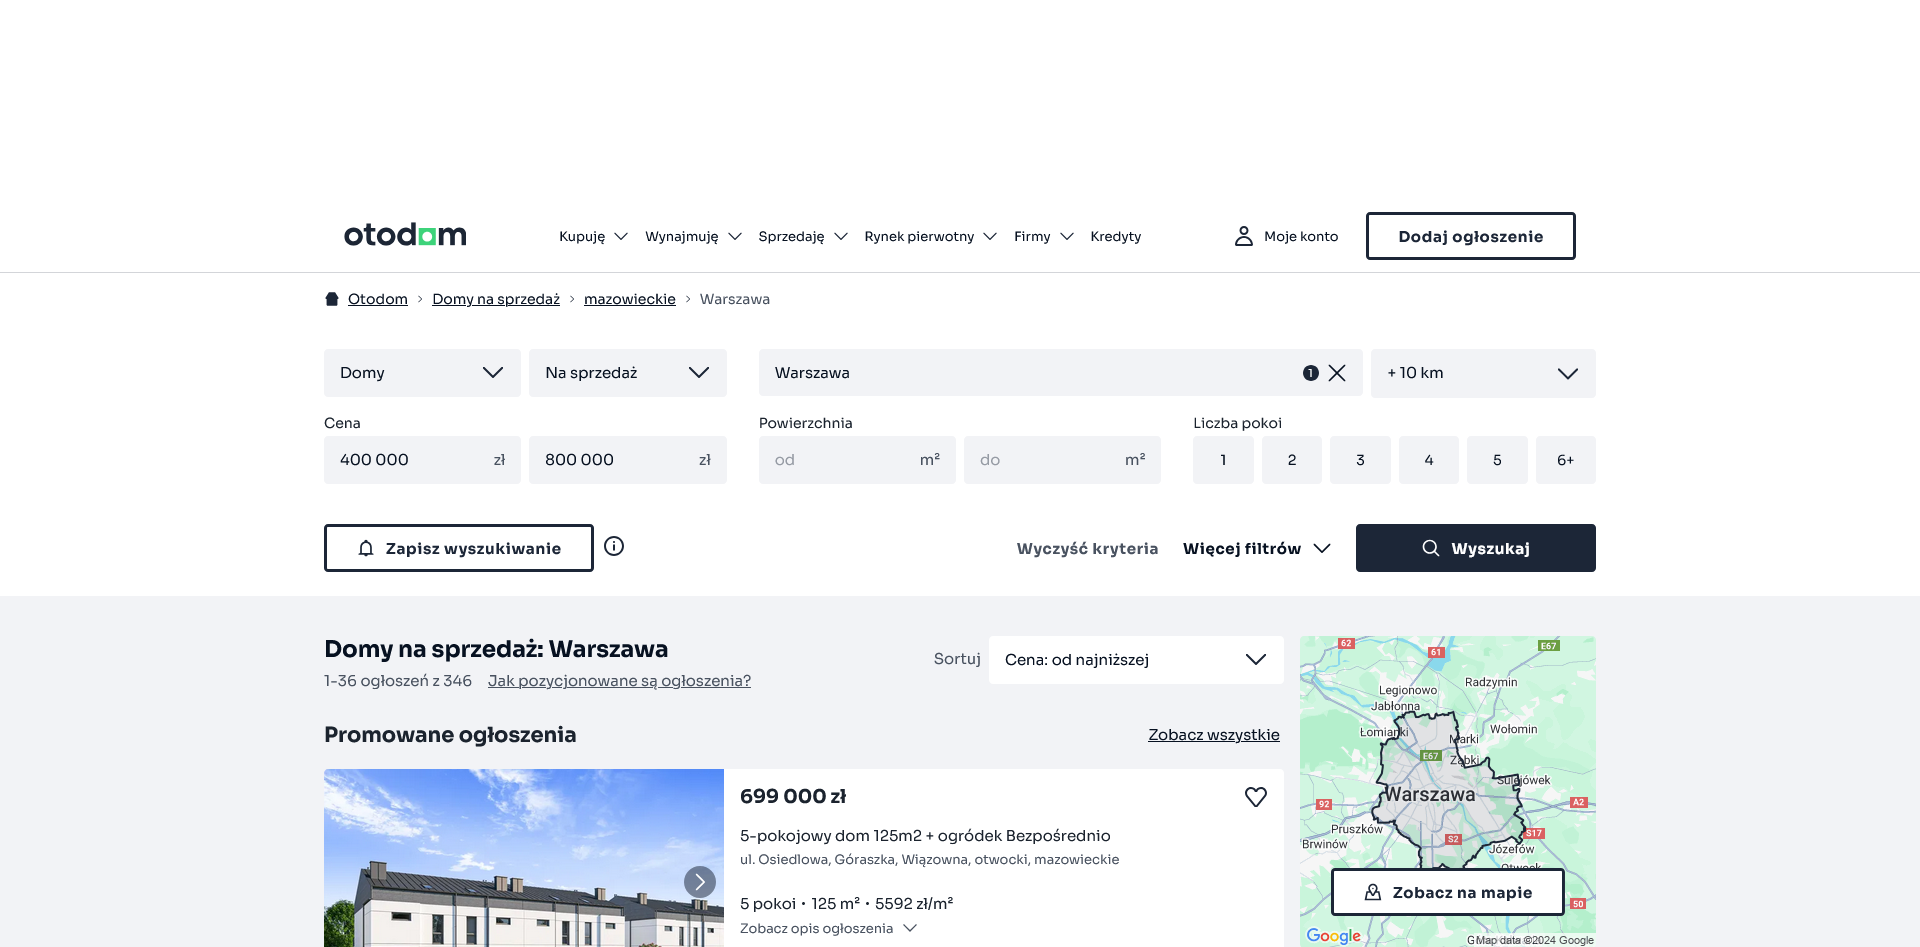 otodom
Kupuję Wynajmuję Sprzedaję Rynek pierwotny Firmy Kredyty
Moje konto Dodaj ogłoszenie
Otodom Domy na sprzedaż mazowieckie Warszawa
Domy Na sprzedaż Warszawa 1 + 10 km
Cena Powierzchnia Liczba pokoi
400 000 zł 800 000 zł od m² do m² 1 2 3 4 5 6+
Zapisz wyszukiwanie Wyczyść kryteria Więcej filtrów Wyszukaj
Domy na sprzedaż: Warszawa
1-36 ogłoszeń z 346 Jak pozycjonowane są ogłoszenia?
Sortuj Cena: od najniższej
Promowane ogłoszenia Zobacz wszystkie
699 000 zł
5-pokojowy dom 125m2 + ogródek Bezpośrednio
ul. Osiedlowa, Góraszka, Wiązowna, otwocki, mazowieckie
5 pokoi • 125 m² • 5592 zł/m²
Zobacz opis ogłoszenia
62
E67
61
Radzymin
Legionowo
Jabłonna
Wołomin
Łomianki
Marki
E67
Ząbki
Sulejówek
Warszawa
92
A2
Pruszków
S17
S2
Brwinów
Józefów
Otwock
Zobacz na mapie
50
Google
Map data ©2024 Google